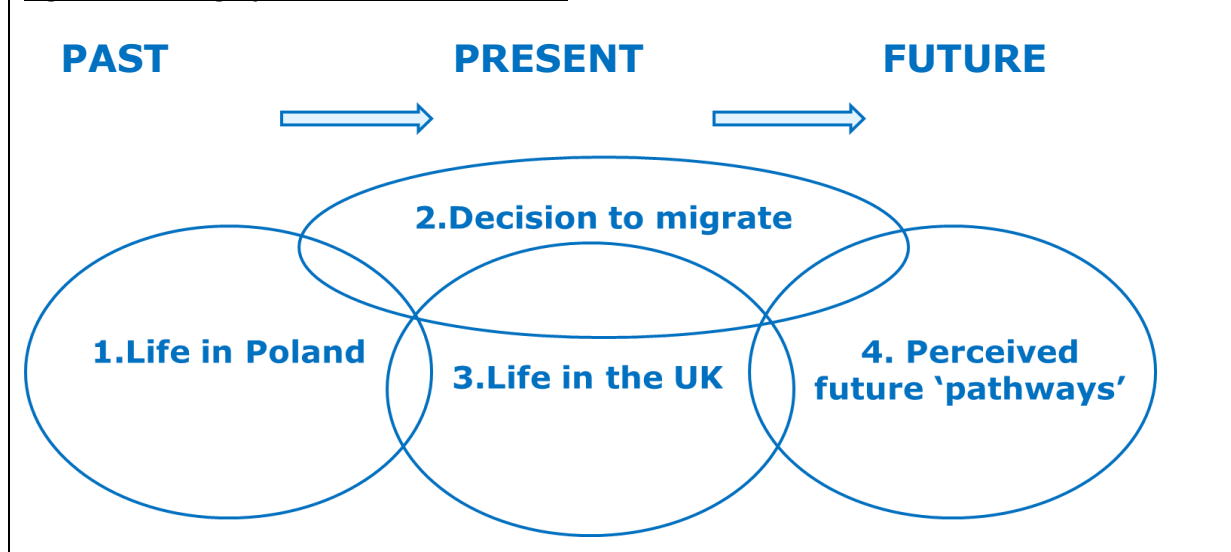 PAST PRESENT FUTURE
2.Decision to migrate
1.Life in Poland
3.Life in the UK
4. Perceived
future ‘pathways’